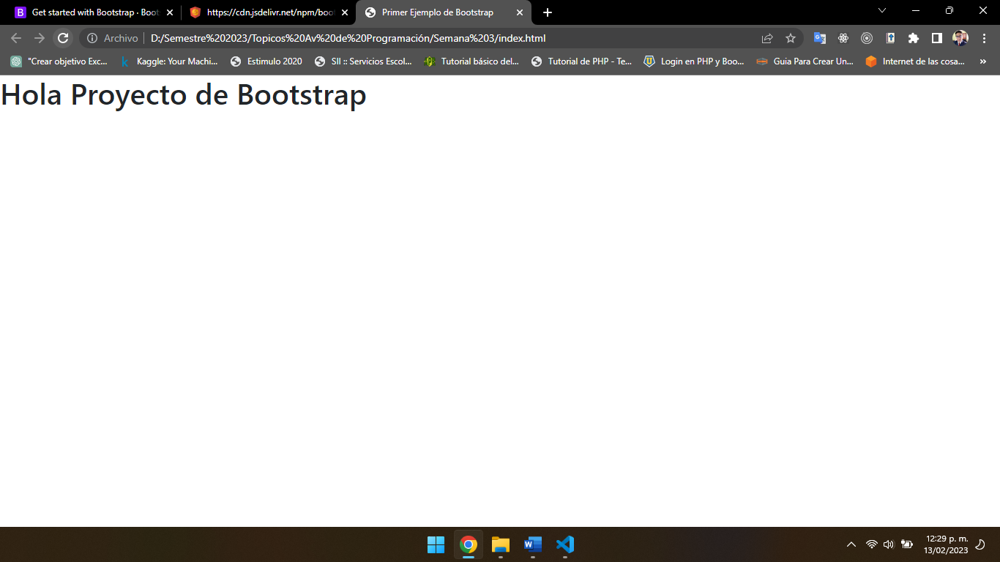 Get started with Bootstrap · Boot
https://cdn.jsdelivr.net/npm/boo
Primer Ejemplo de Bootstrap
Archivo
D:/Semestre%202023/Topicos%20Av%20de%20Programación/Semana%203/index.html
"Crear objetivo Exc...
Kaggle: Your Machi...
Estimulo 2020
SII :: Servicios Escol...
Tutorial básico del...
Tutorial de PHP - Te...
Login en PHP y Boo...
Guia Para Crear Un...
Internet de las cosa...
Hola Proyecto de Bootstrap
12:29 p. m.
13/02/2023